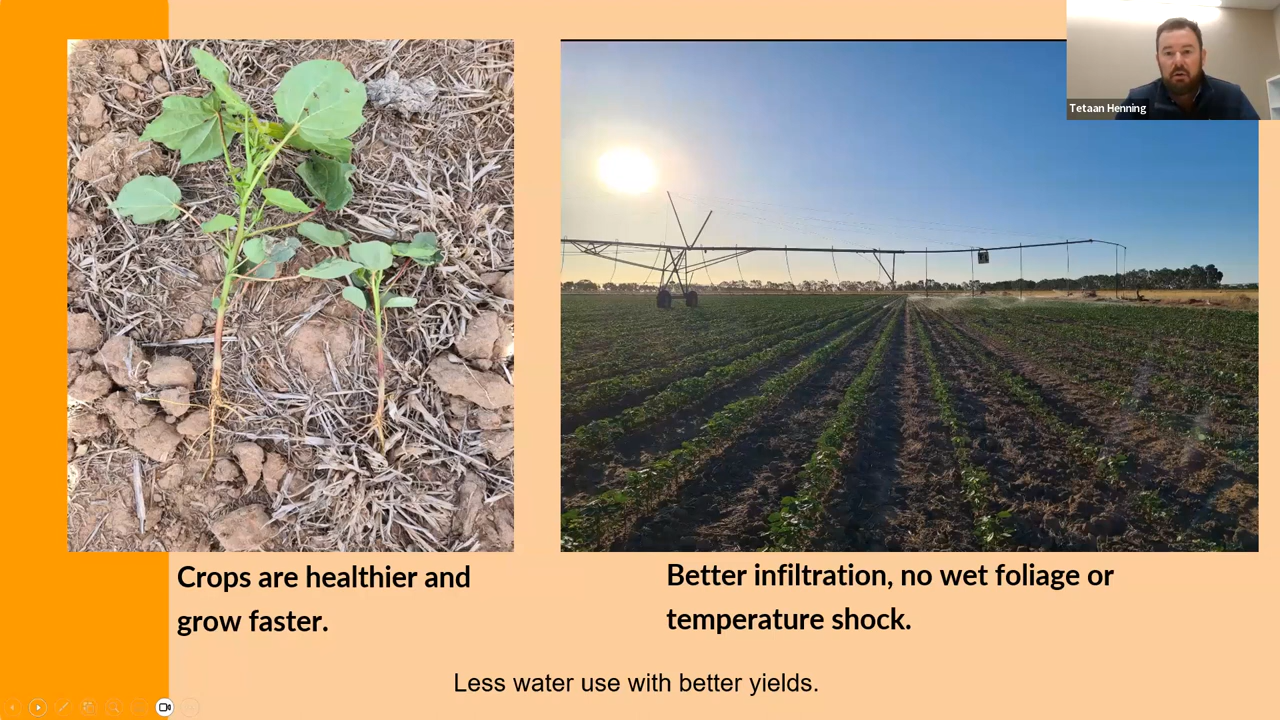 Tetaan Henning
Crops are healthier and
grow faster.
Better infiltration, no wet foliage or
temperature shock.
Less water use with better yields.